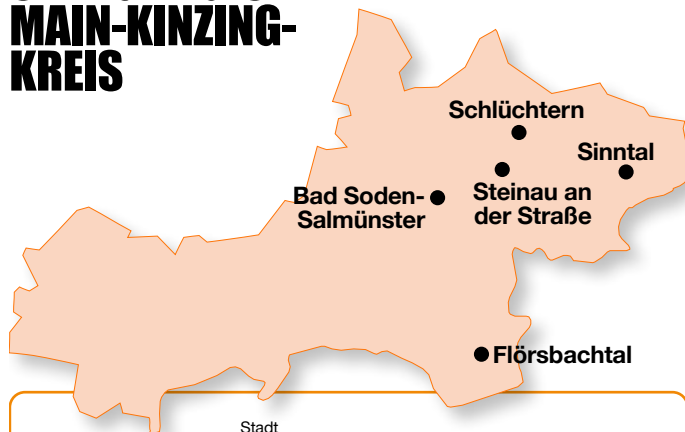 MAIN-KINZING-
KREIS
Schlüchtern
Sinntal
Bad Soden-
Salmünster
Steinau an
der Straße
Flörsbachtal
Stadt